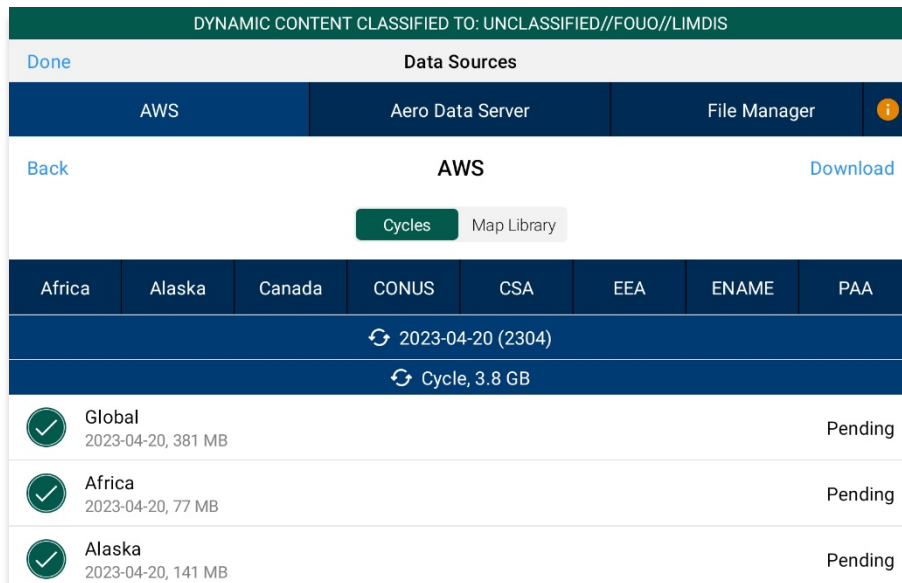 DYNAMIC CONTENT CLASSIFIED TO: UNCLASSIFIED//FOUO//LIMDIS
Done Data Sources
AWS Aero Data Server File Manager i
Back AWS Download
Cycles Map Library
Africa Alaska Canada CONUS CSA EEA ENAME PAA
2023-04-20 (2304)
Cycle, 3.8 GB
Global
2023-04-20, 381 MB
Pending
Africa
2023-04-20, 77 MB
Pending
Alaska
2023-04-20, 141 MB
Pending